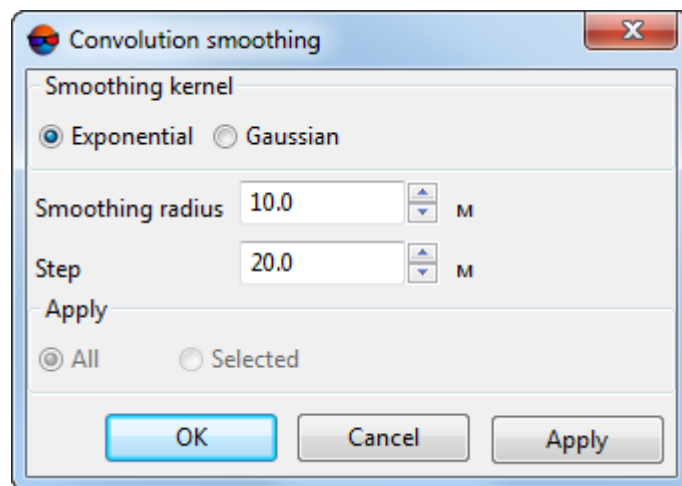 Convolution smoothing
Smoothing kernel
Exponential Gaussian
Smoothing radius 10.0 м
Step 20.0 м
Apply
All Selected
OK Cancel Apply